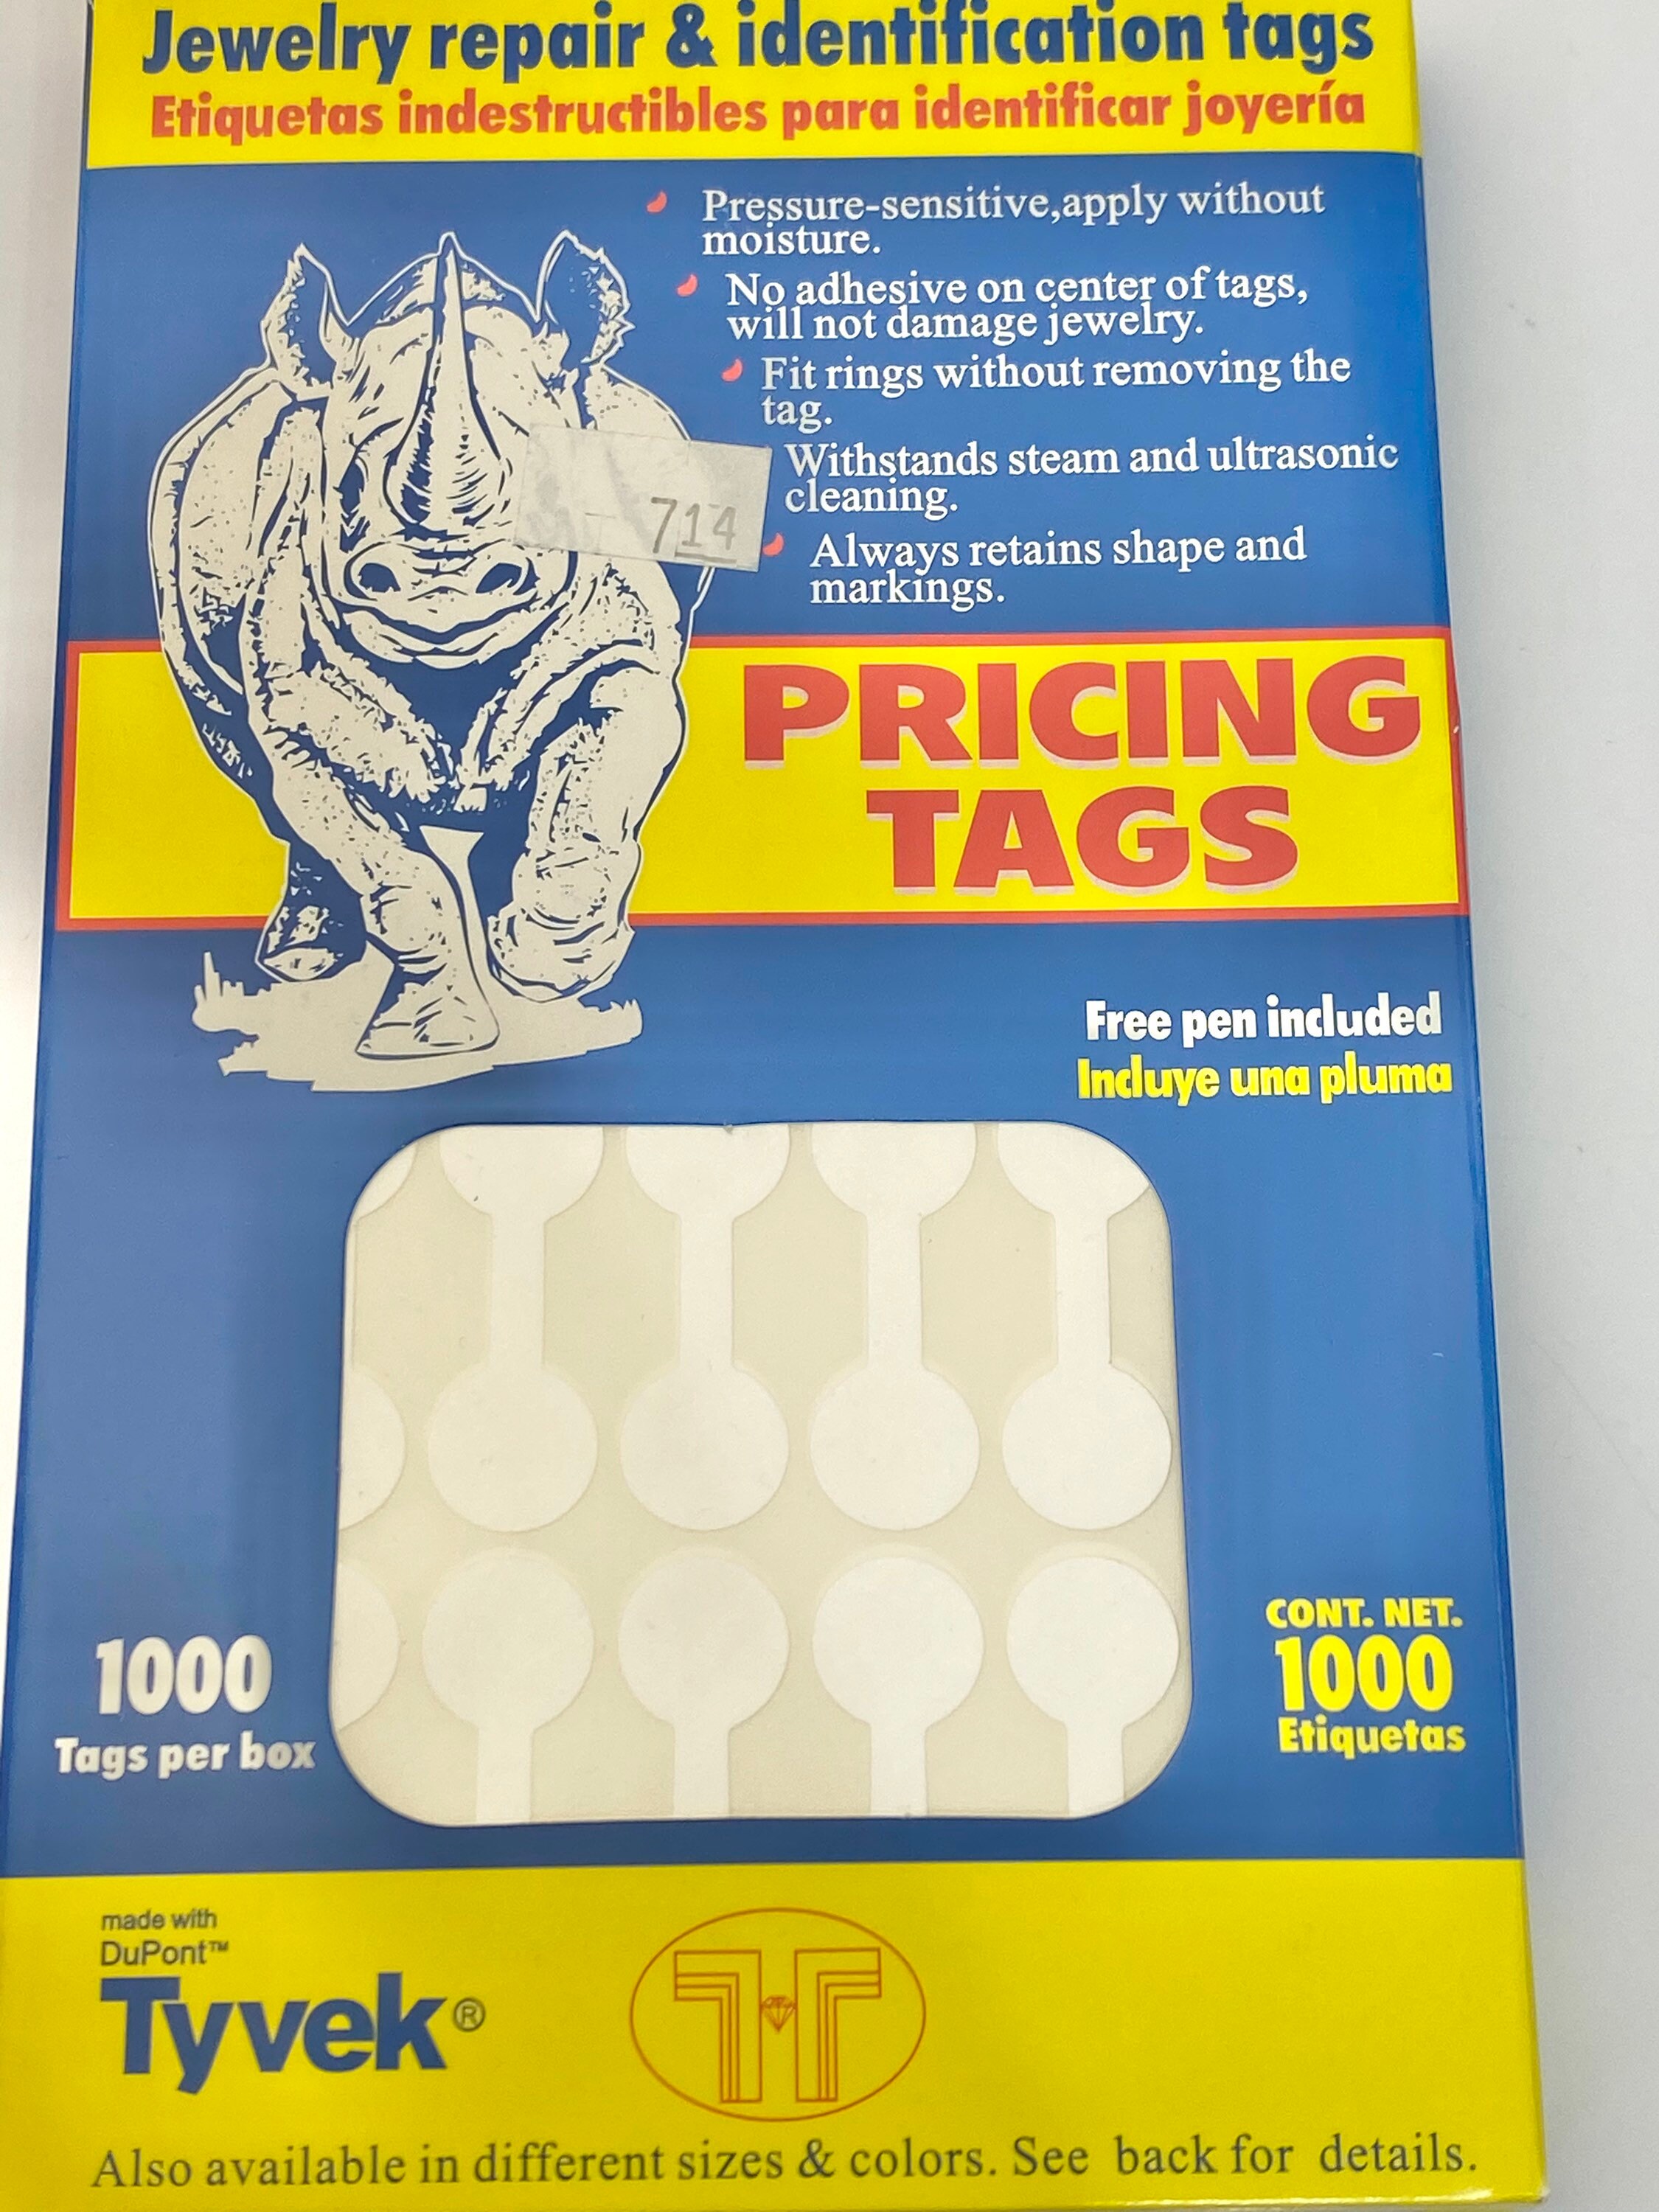 Jewelry repair & identification tags
Etiquetas indestructibles para identificar joyería
Pressure-sensitive,apply without
moisture.
No adhesive on center of tags,
will not damage jewelry.
Fit rings without removing the
tag.
Withstands steam and ultrasonic
cleaning.
714
Always retains shape and
markings.
PRICING
TAGS
Free pen included
Incluye una pluma
1000
Tags per box
CONT. NET.
1000
Etiquetas
made with
DuPont™
Tyvek®
Also available in different sizes & colors. See back for details.